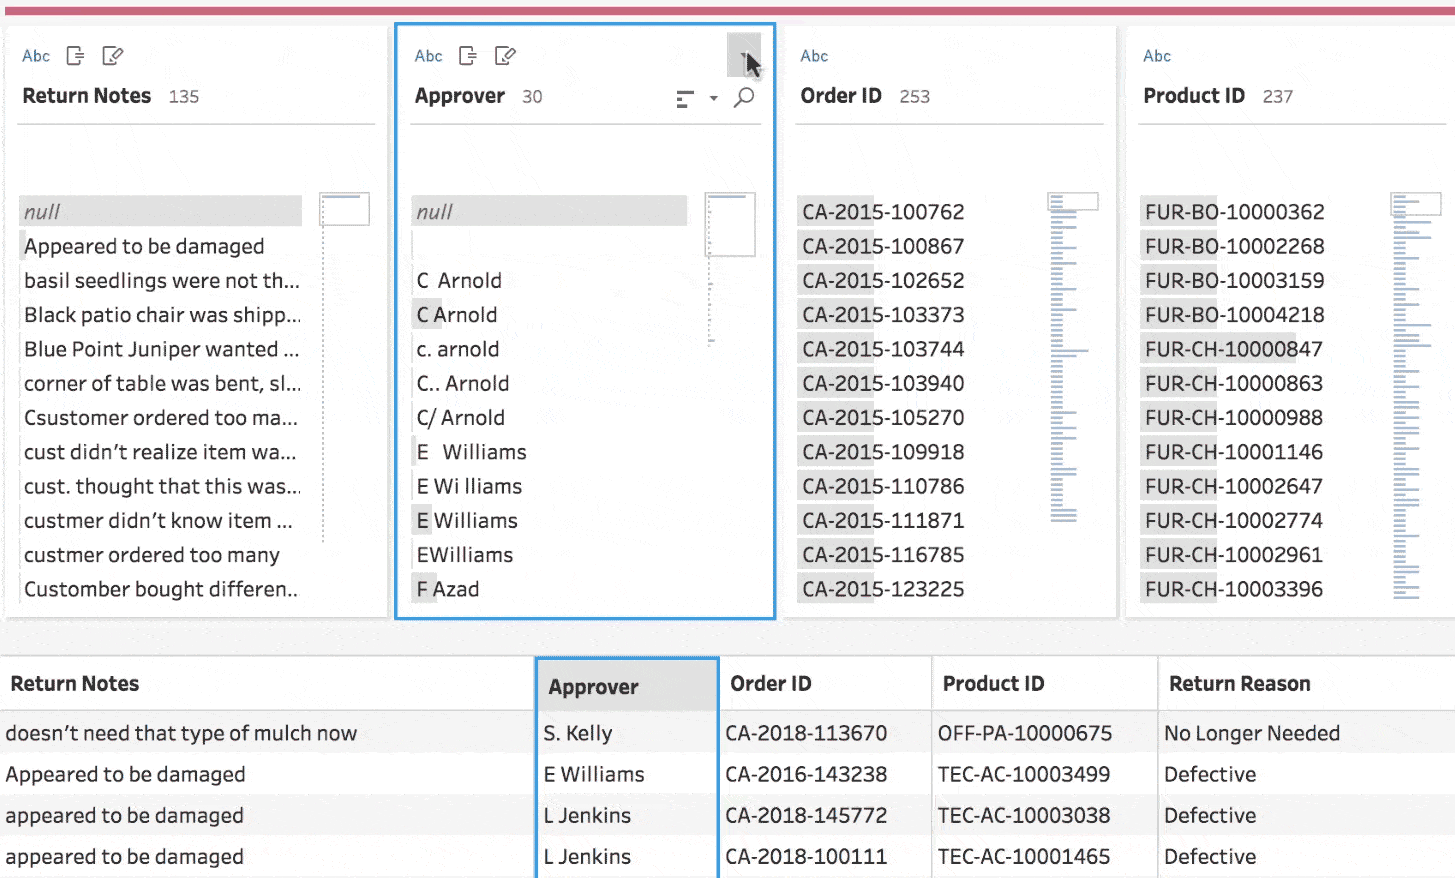 Abc
Return Notes 135
null
Appeared to be damaged
basil seedlings were not th...
Black patio chair was shipp...
Blue Point Juniper wanted ...
corner of table was bent, sl...
Csustomer ordered too ma...
cust didn’t realize item wa...
cust. thought that this was...
custmer didn’t know item ...
custmer ordered too many
Customber bought differen..
Abc
Approver 30
null
C  Arnold
C Arnold
c. arnold
C.. Arnold
C/ Arnold
E   Williams
E Wi lliams
E Williams
EWilliams
F Azad
Abc
Order ID 253
CA-2015-100762
CA-2015-100867
CA-2015-102652
CA-2015-103373
CA-2015-103744
CA-2015-103940
CA-2015-105270
CA-2015-109918
CA-2015-110786
CA-2015-111871
CA-2015-116785
CA-2015-123225
Abc
Product ID 237
FUR-BO-10000362
FUR-BO-10002268
FUR-BO-10003159
FUR-BO-10004218
FUR-CH-10000847
FUR-CH-10000863
FUR-CH-10000988
FUR-CH-10001146
FUR-CH-10002647
FUR-CH-10002774
FUR-CH-10002961
FUR-CH-10003396
Return Notes Approver Order ID Product ID Return Reason
doesn’t need that type of mulch now S. Kelly CA-2018-113670 OFF-PA-10000675 No Longer Needed
Appeared to be damaged E Williams CA-2016-143238 TEC-AC-10003499 Defective
appeared to be damaged L Jenkins CA-2018-145772 TEC-AC-10003038 Defective
appeared to be damaged L Jenkins CA-2018-100111 TEC-AC-10001465 Defective